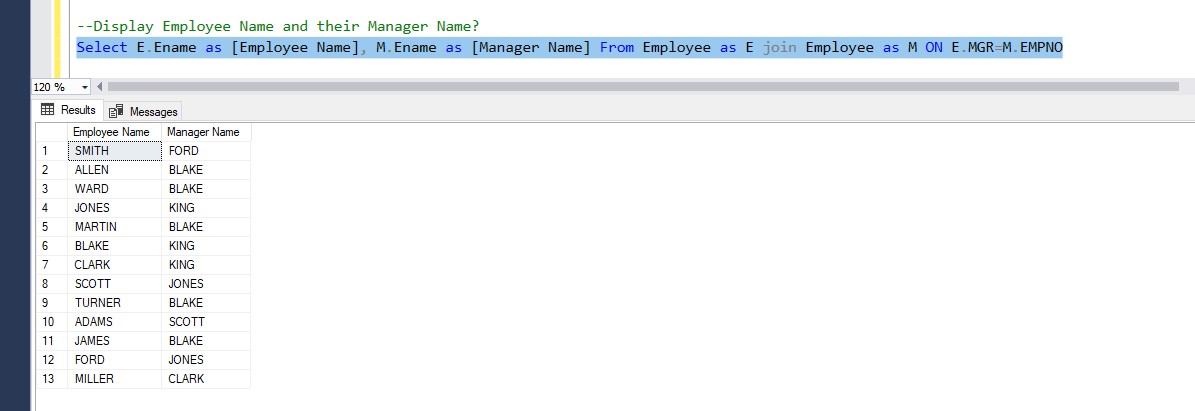 --Display Employee Name and their Manager Name?
Select E.Ename as [Employee Name], M.Ename as [Manager Name] From Employee as E join Employee as M ON E.MGR=M.EMPNO
120 %
Results Messages
Employee Name Manager Name
1 SMITH FORD
2 ALLEN BLAKE
3 WARD BLAKE
4 JONES KING
5 MARTIN BLAKE
6 BLAKE KING
7 CLARK KING
8 SCOTT JONES
9 TURNER BLAKE
10 ADAMS SCOTT
11 JAMES BLAKE
12 FORD JONES
13 MILLER CLARK